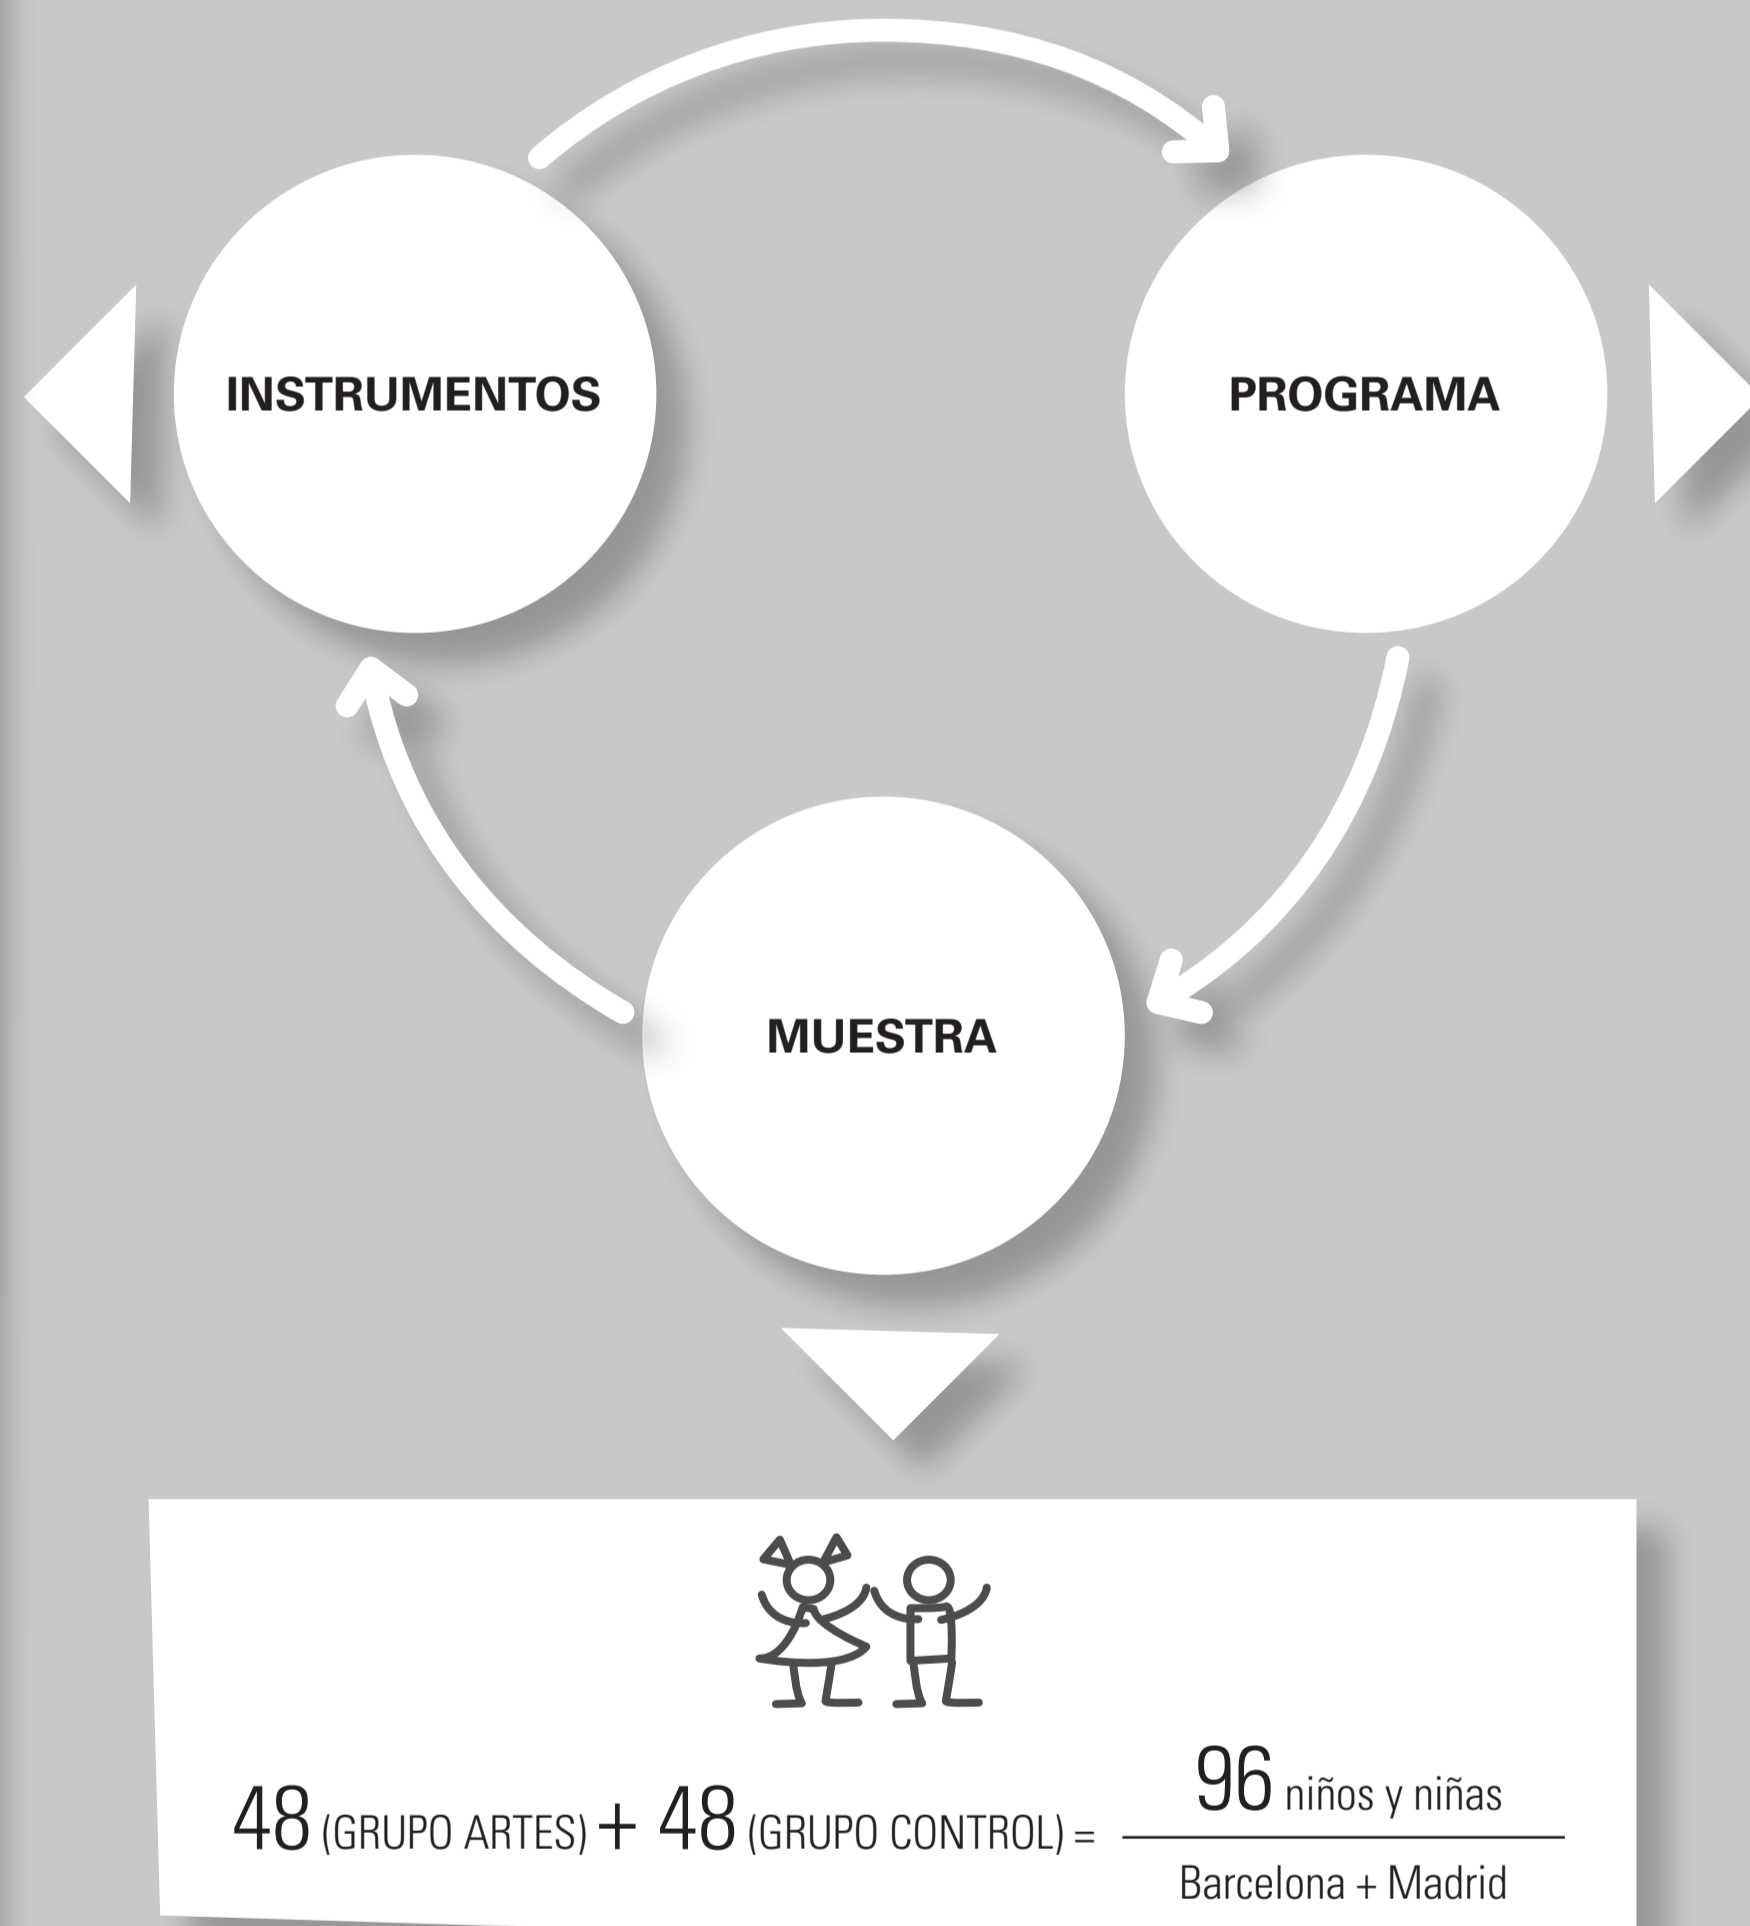 INSTRUMENTOS
PROGRAMA
MUESTRA
48 (GRUPO ARTES) + 48 (GRUPO CONTROL) =
96 niños y niñas
Barcelona + Madrid